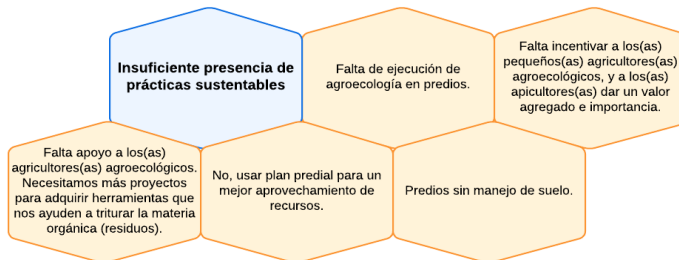 Insuficiente presencia de
prácticas sustentables
Falta de ejecución de
agroecología en predios.
Falta incentivar a los(as)
pequeños(as) agricultores(as)
agroecológicos, y a los(as)
apicultores(as) dar un valor
agregado e importancia.
Falta apoyo a los(as)
agricultores(as) agroecológicos.
Necesitamos más proyectos
para adquirir herramientas que
nos ayuden a triturar la materia
orgánica (residuos).
No, usar plan predial para un
mejor aprovechamiento de
recursos.
Predios sin manejo de suelo.